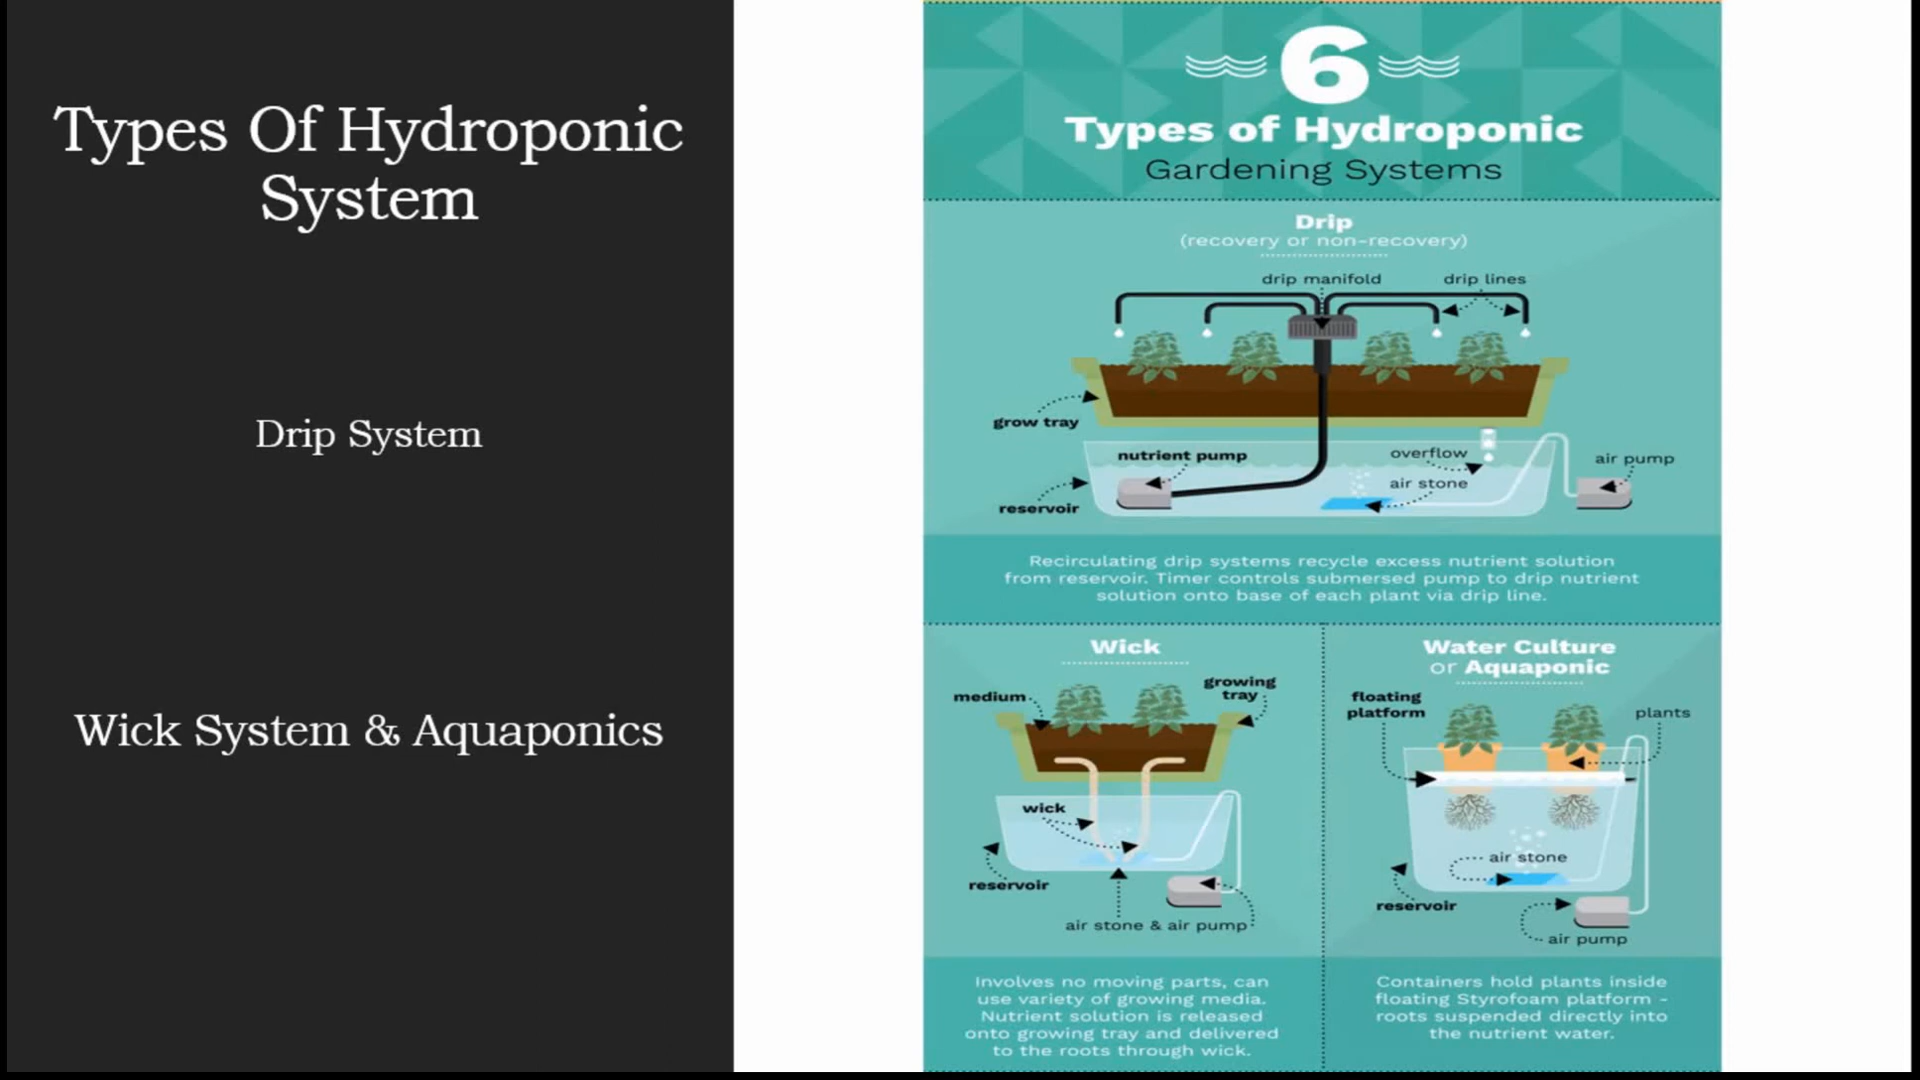 Types Of Hydroponic
System
Drip System
Wick System & Aquaponics
6
Types of Hydroponic
Gardening Systems
Drip
(recovery or non-recovery)
drip manifold
drip lines
grow tray
nutrient pump
overflow
air pump
air stone
reservoir
Recirculating drip systems recycle excess nutrient solution
from reservoir. Timer controls submersed pump to drip nutrient
solution onto base of each plant via drip line.
Wick
medium
growing
tray
wick
reservoir
air stone & air pump
Involves no moving parts, can
use variety of growing media.
Nutrient solution is released
onto growing tray and delivered
to the roots through wick.
Water Culture
or Aquaponic
floating
platform
plants
air stone
reservoir
air pump
Containers hold plants inside
floating Styrofoam platform -
roots suspended directly into
the nutrient water.